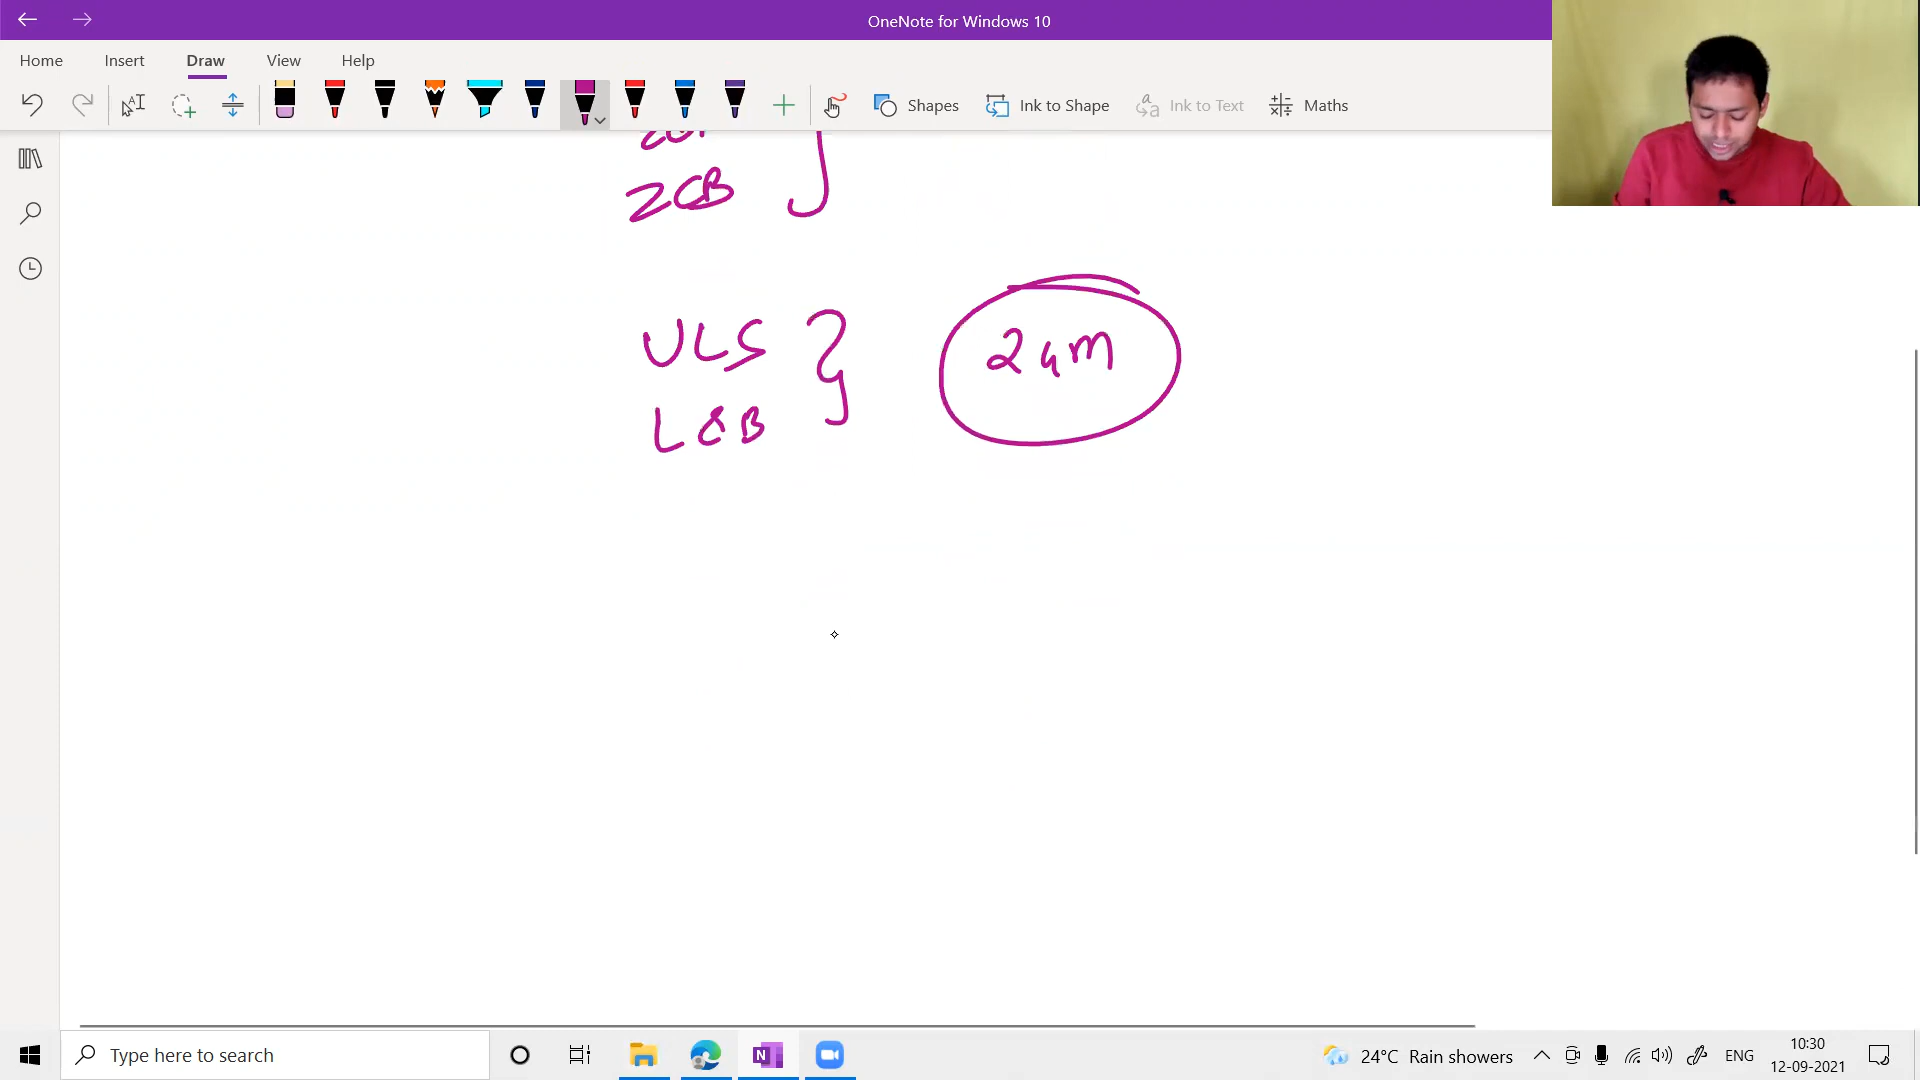 OneNote for Windows 10
Home Insert Draw View Help
Shapes Ink to Shape Ink to Text Maths
ZCB
ULS
L&B
24M
Type here to search
24°C Rain showers
ENG
10:30
12-09-2021